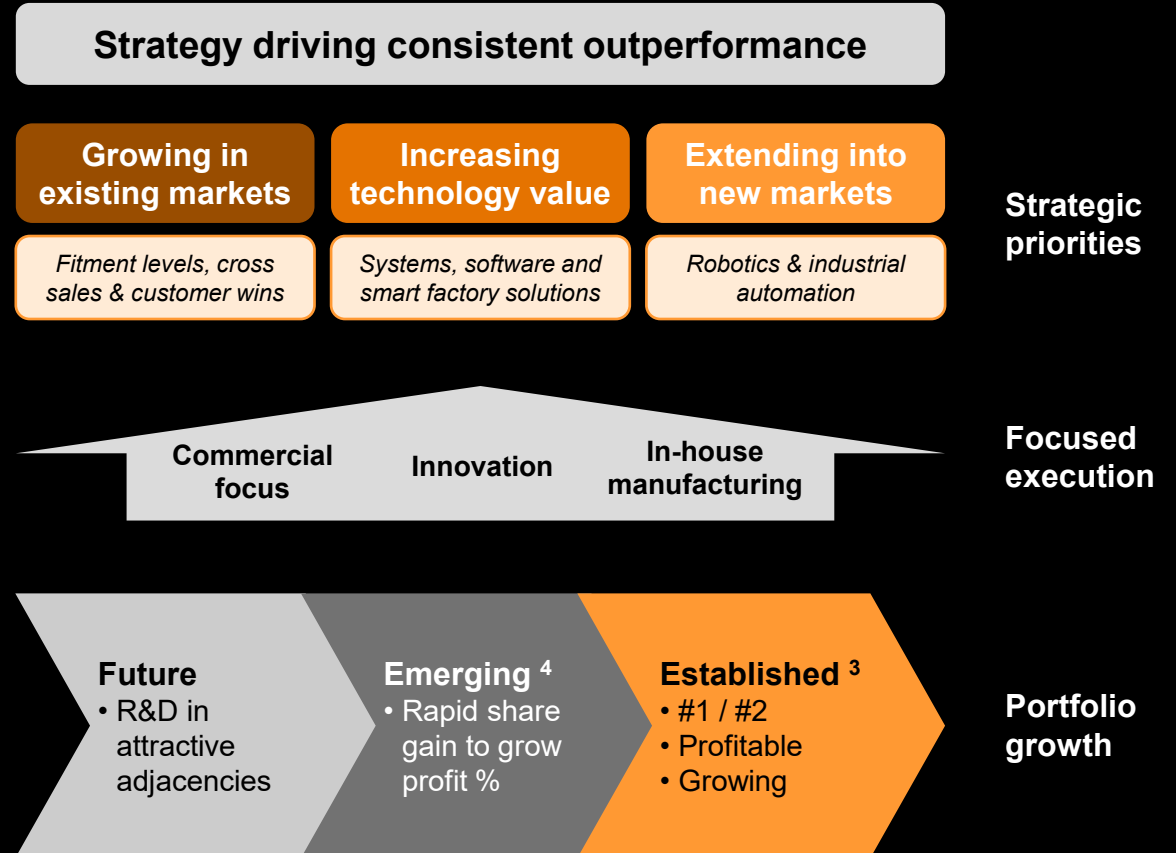 Strategy driving consistent outperformance
Growing in
existing markets
Increasing
technology value
Extending into
new markets
Fitment levels, cross
sales & customer wins
Systems, software and
smart factory solutions
Robotics & industrial
automation
Strategic
priorities
Commercial
focus
Innovation
In-house
manufacturing
Focused
execution
Future
• R&D in
attractive
adjacencies
Emerging ⁴
• Rapid share
gain to grow
profit %
Established ³
• #1 / #2
• Profitable
• Growing
Portfolio
growth